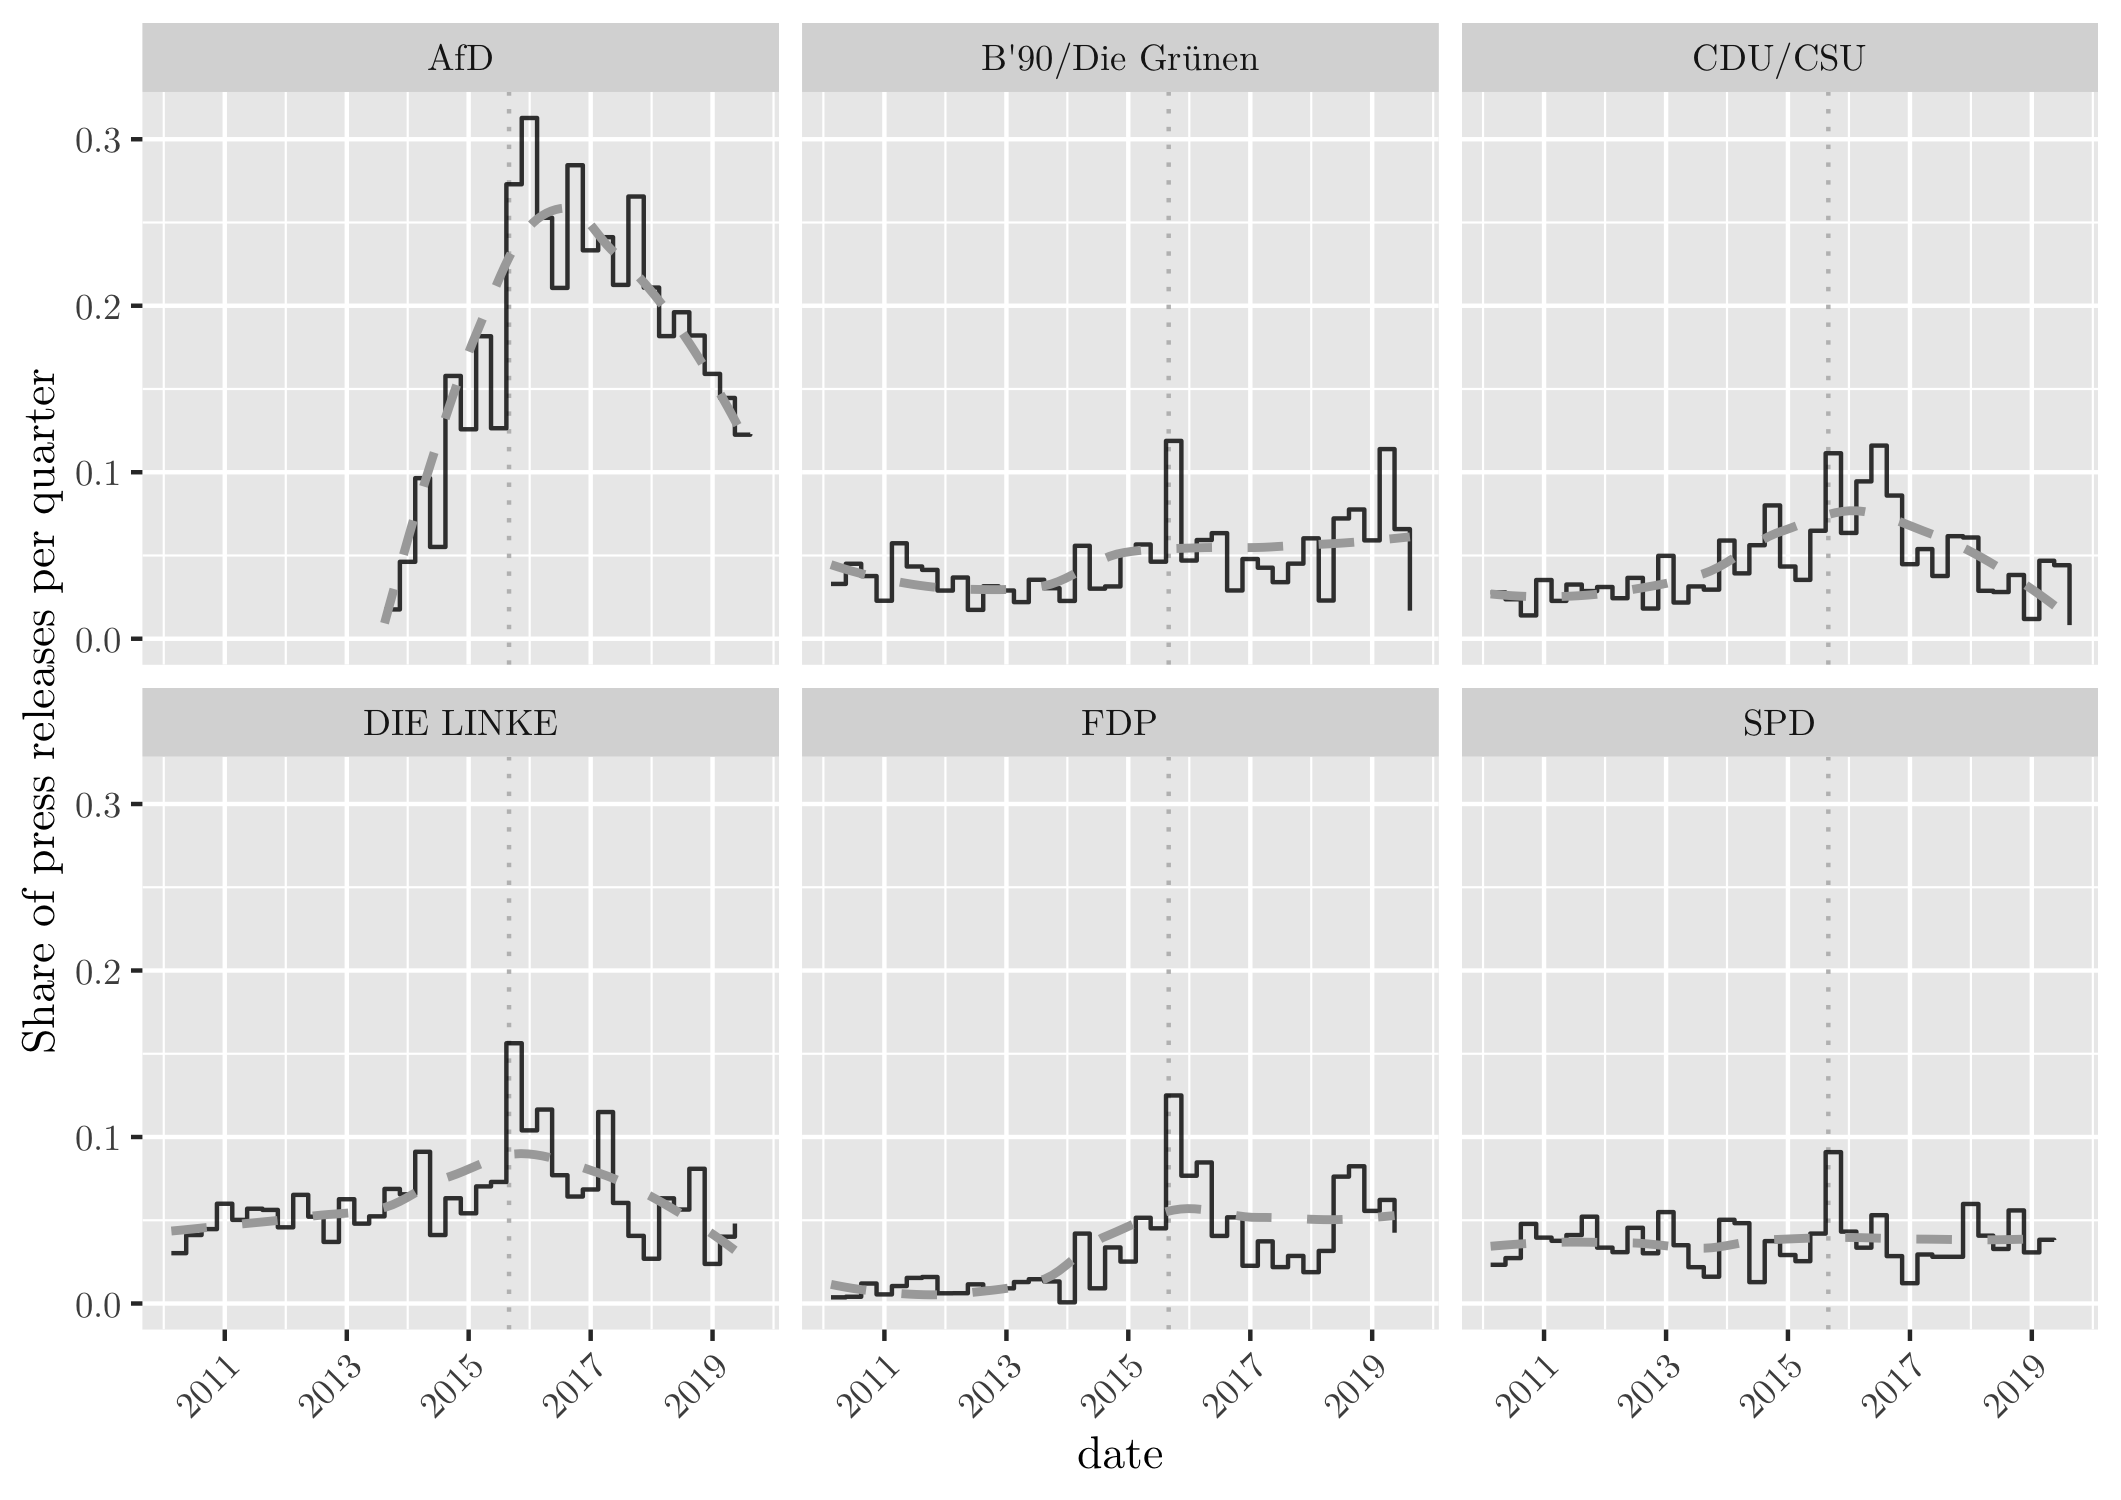 AfD
B'90/Die Grünen
CDU/CSU
0.3
0.2
0.1
0.0
Share of press releases per quarter
DIE LINKE
FDP
SPD
0.3
0.2
0.1
0.0
2011 2013 2015 2017 2019
2011 2013 2015 2017 2019
2011 2013 2015 2017 2019
date